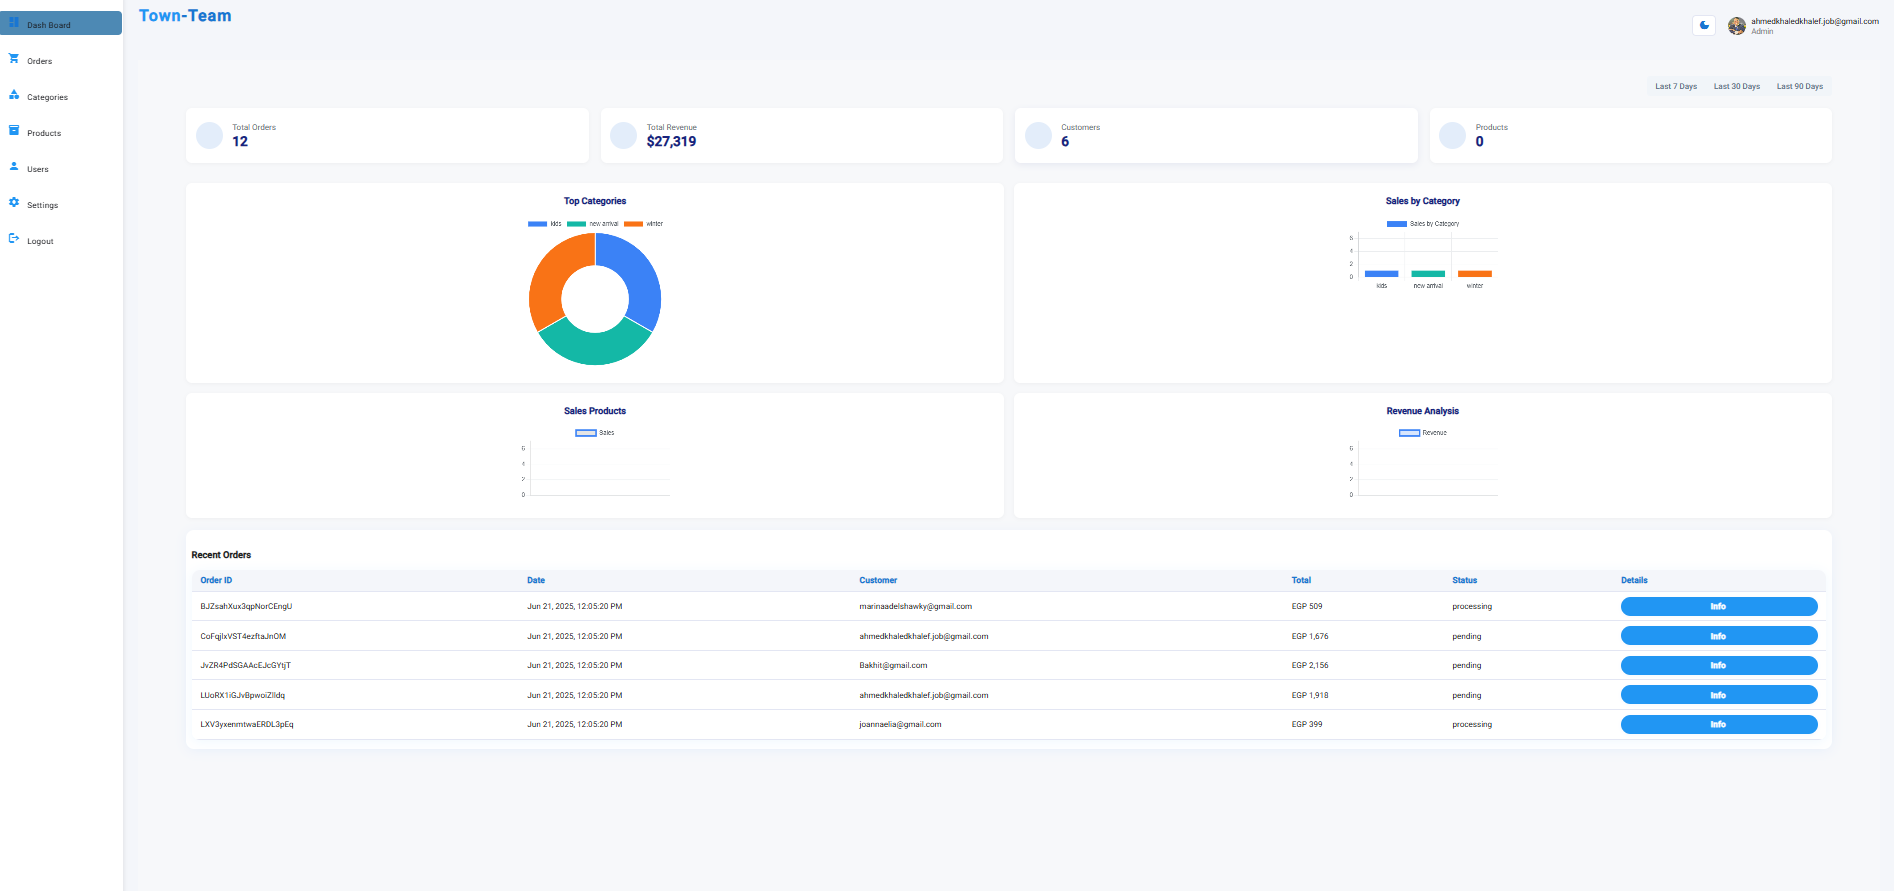 Town-Team
ahmedkhaledkhalef.job@gmail.com
Admin
Dash Board
Orders
Categories
Products
Users
Settings
Logout
Last 7 Days Last 30 Days Last 90 Days
Total Orders
12
Total Revenue
$27,319
Customers
6
Products
0
Top Categories
kids new arrival winter
Sales by Category
Sales by Category
6
4
2
0
kids new arrival winter
Sales Products
Sales
6
4
2
0
Revenue Analysis
Revenue
6
4
2
0
Recent Orders
Order ID Date Customer Total Status Details
BJZsahXux3qpNorCEngU Jun 21, 2025, 12:05:20 PM marinaadelshawky@gmail.com EGP 509 processing Info
Jun 21, 2025, 12:05:20 PM ahmedkhaledkhalef.job@gmail.com EGP 1,676 pending Info
JvZR4PdSGAAcEJcGYtjT Jun 21, 2025, 12:05:20 PM Bakhit@gmail.com EGP 2,156 pending Info
Jun 21, 2025, 12:05:20 PM ahmedkhaledkhalef.job@gmail.com EGP 1,918 pending Info
LXV3yxenmtwaERDL3pEq Jun 21, 2025, 12:05:20 PM joannaelia@gmail.com EGP 399 processing Info